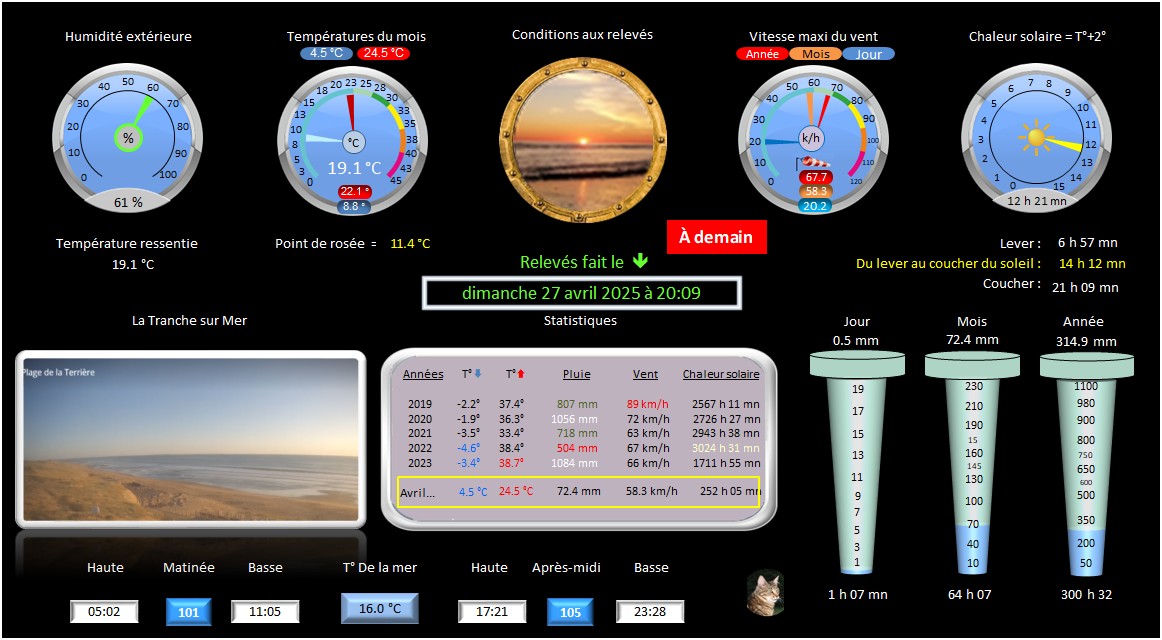 Humidité extérieure
Températures du mois
4.5 °C 24.5 °C
Conditions aux relevés
Vitesse maxi du vent
Année Mois Jour
Chaleur solaire = T°+2°
0 10 20 30 40 50 60 70 80 90 100
%
61 %
0 3 5 8 10 13 15 18 20 23 25 28 30 33 35 38 40 43 45
°C
19.1 °C
22.1 °
8.8 °
0 10 20 30 40 50 60 70 80 90 100 110 120
k/h
67.7
58.3
20.2
0 1 2 3 4 5 6 7 8 9 10 11 12 13 14 15
12 h 21 mn
Température ressentie
19.1 °C
Point de rosée = 11.4 °C
À demain
Relevés fait le
dimanche 27 avril 2025 à 20:09
Lever : 6 h 57 mn
Du lever au coucher du soleil : 14 h 12 mn
Coucher : 21 h 09 mn
La Tranche sur Mer
Plage de la Terrière
Statistiques
Années T° T° Pluie Vent Chaleur solaire
2019 -2.2° 37.4° 807 mm 89 km/h 2567 h 11 mn
2020 -1.9° 36.3° 1056 mm 72 km/h 2726 h 27 mn
2021 -3.5° 33.4° 718 mm 63 km/h 2943 h 38 mn
2022 -4.6° 38.4° 504 mm 67 km/h 3024 h 31 mn
2023 -3.4° 38.7° 1084 mm 66 km/h 1711 h 55 mn
Avril... 4.5 °C 24.5 °C 72.4 mm 58.3 km/h 252 h 05 mn
Jour
0.5 mm
19
17
15
13
11
9
7
5
3
1
1 h 07 mn
Mois
72.4 mm
230
210
190
15
160
145
130
100
70
40
10
64 h 07
Année
314.9 mm
1100
980
900
800
750
650
600
500
350
200
50
300 h 32
Haute Matinée Basse T° De la mer Haute Après-midi Basse
05:02 101 11:05 16.0 °C 17:21 105 23:28